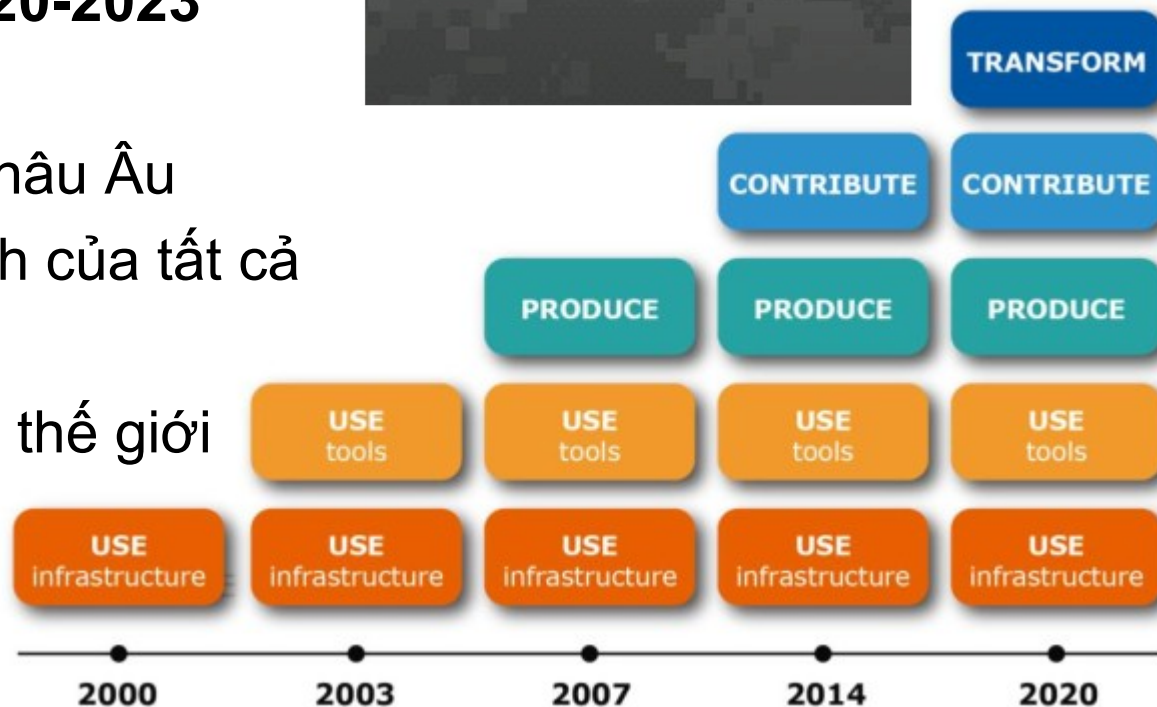 20-2023
TRANSFORM
Âu
CONTRIBUTE CONTRIBUTE
của tất cả
PRODUCE PRODUCE PRODUCE
thế giới
USE USE USE USE
tools tools tools tools
USE USE USE USE USE
infrastructure infrastructure infrastructure infrastructure infrastructure
2000 2003 2007 2014 2020